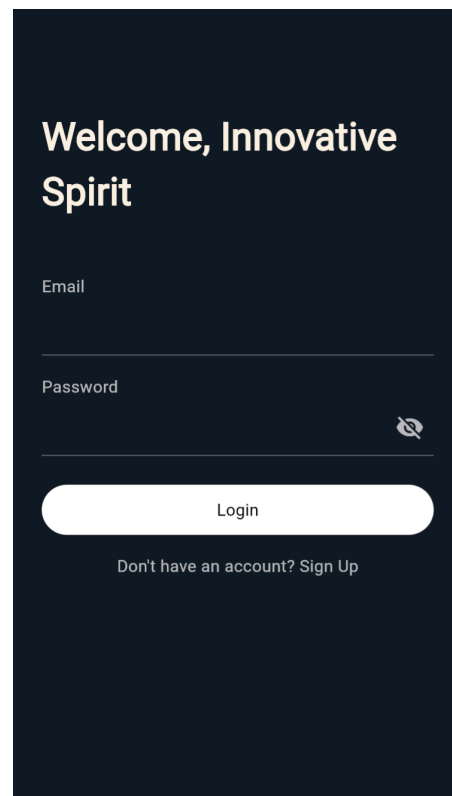 Welcome, Innovative
Spirit
Email
Password
Login
Don't have an account? Sign Up